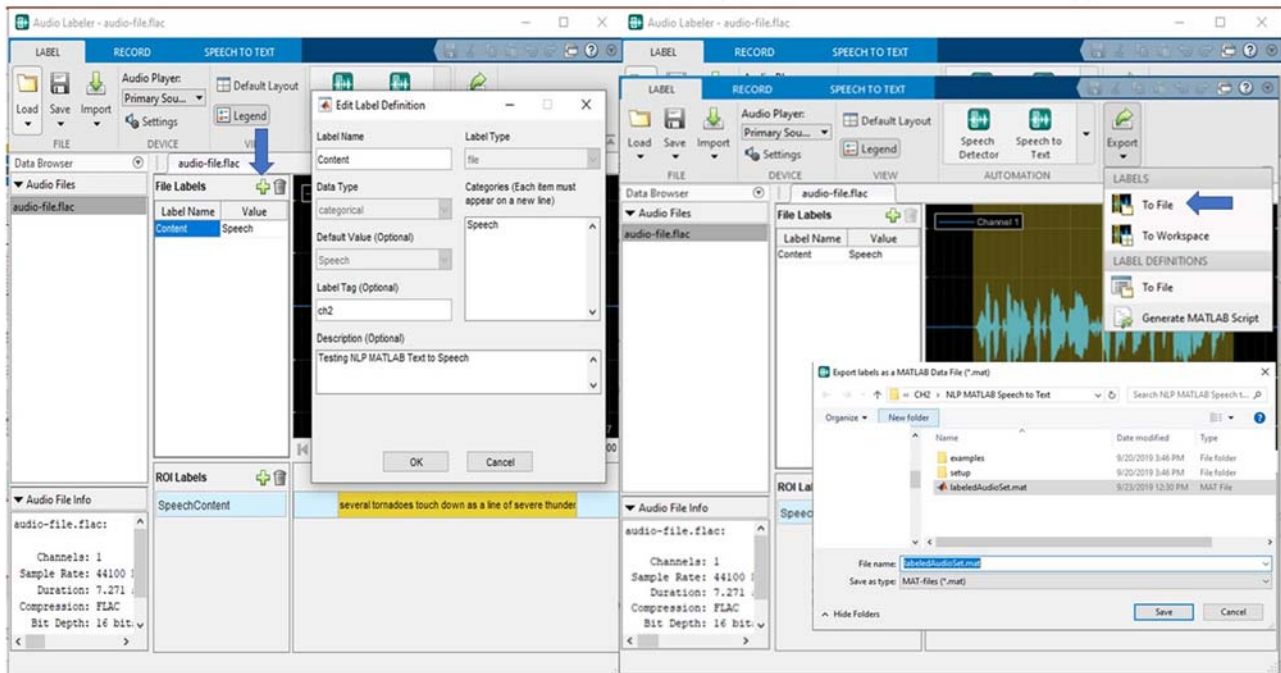 Audio Labeler - audio-file.flac
LABEL RECORD SPEECH TO TEXT
Load Save Import
Audio Player:
Primary Sou...
Settings
Default Layout
Legend
FILE DEVICE
Data Browser
audio-file.flac
Audio Files
audio-file.flac
File Labels
Label Name Value
Content Speech
Edit Label Definition
Label Name
Content
Label Type
file
Data Type
categorical
Categories (Each item must
appear on a new line)
Speech
Default Value (Optional)
Speech
Label Tag (Optional)
ch2
Description (Optional)
Testing NLP MATLAB Text to Speech
OK Cancel
ROI Labels
SpeechContent
several tornadoes touch down as a line of severe thunder
Audio File Info
audio-file.flac:
Channels: 1
Sample Rate: 44100
Duration: 7.271
Compression: FLAC
Bit Depth: 16 bit
Audio Labeler - audio-file.flac
LABEL RECORD SPEECH TO TEXT
LABEL RECORD SPEECH TO TEXT
Load Save Import
Audio Player:
Primary Sou...
Settings
Default Layout
Legend
Speech
Detector
Speech to
Text
Export
FILE DEVICE VIEW AUTOMATION
LABELS
To File
To Workspace
LABEL DEFINITIONS
To File
Generate MATLAB Script
Data Browser
audio-file.flac
Audio Files
audio-file.flac
File Labels
Label Name Value
Content Speech
Channel 1
Export labels as a MATLAB Data File (*.mat)
CH2 › NLP MATLAB Speech to Text
Search NLP MATLAB Speech t...
Organize New folder
Name Date modified Type
examples 9/20/2019 3:46 PM File folder
setup 9/20/2019 3:46 PM File folder
labeledAudioSet.mat 9/23/2019 12:30 PM MAT File
File name: labeledAudioSet.mat
Save as type: MAT-files (*.mat)
Hide Folders
Save Cancel
ROI La
Speec
Audio File Info
audio-file.flac:
Channels: 1
Sample Rate: 44100
Duration: 7.271
Compression: FLAC
Bit Depth: 16 bit